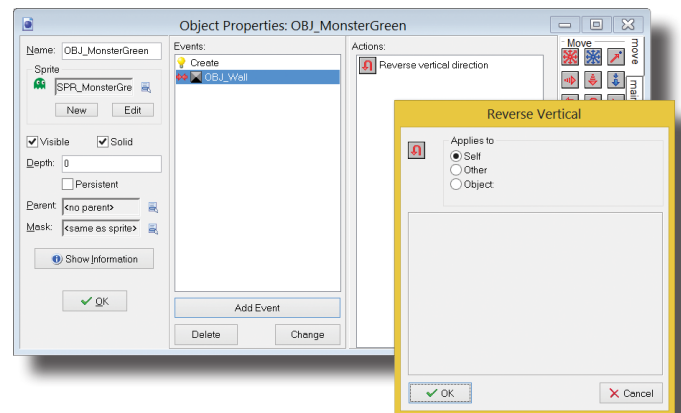 Object Properties: OBJ_MonsterGreen
Name: OBJ_MonsterGreen
Sprite
SPR_MonsterGre
New Edit
Visible Solid
Depth: 0
Persistent
Parent <no parent>
Mask: <same as sprite>
Show Information
OK
Events:
Create
OBJ_Wall
Add Event
Delete Change
Actions:
Reverse vertical direction
Move
move
Reverse Vertical
Applies to
Self
Other
Object:
OK Cancel